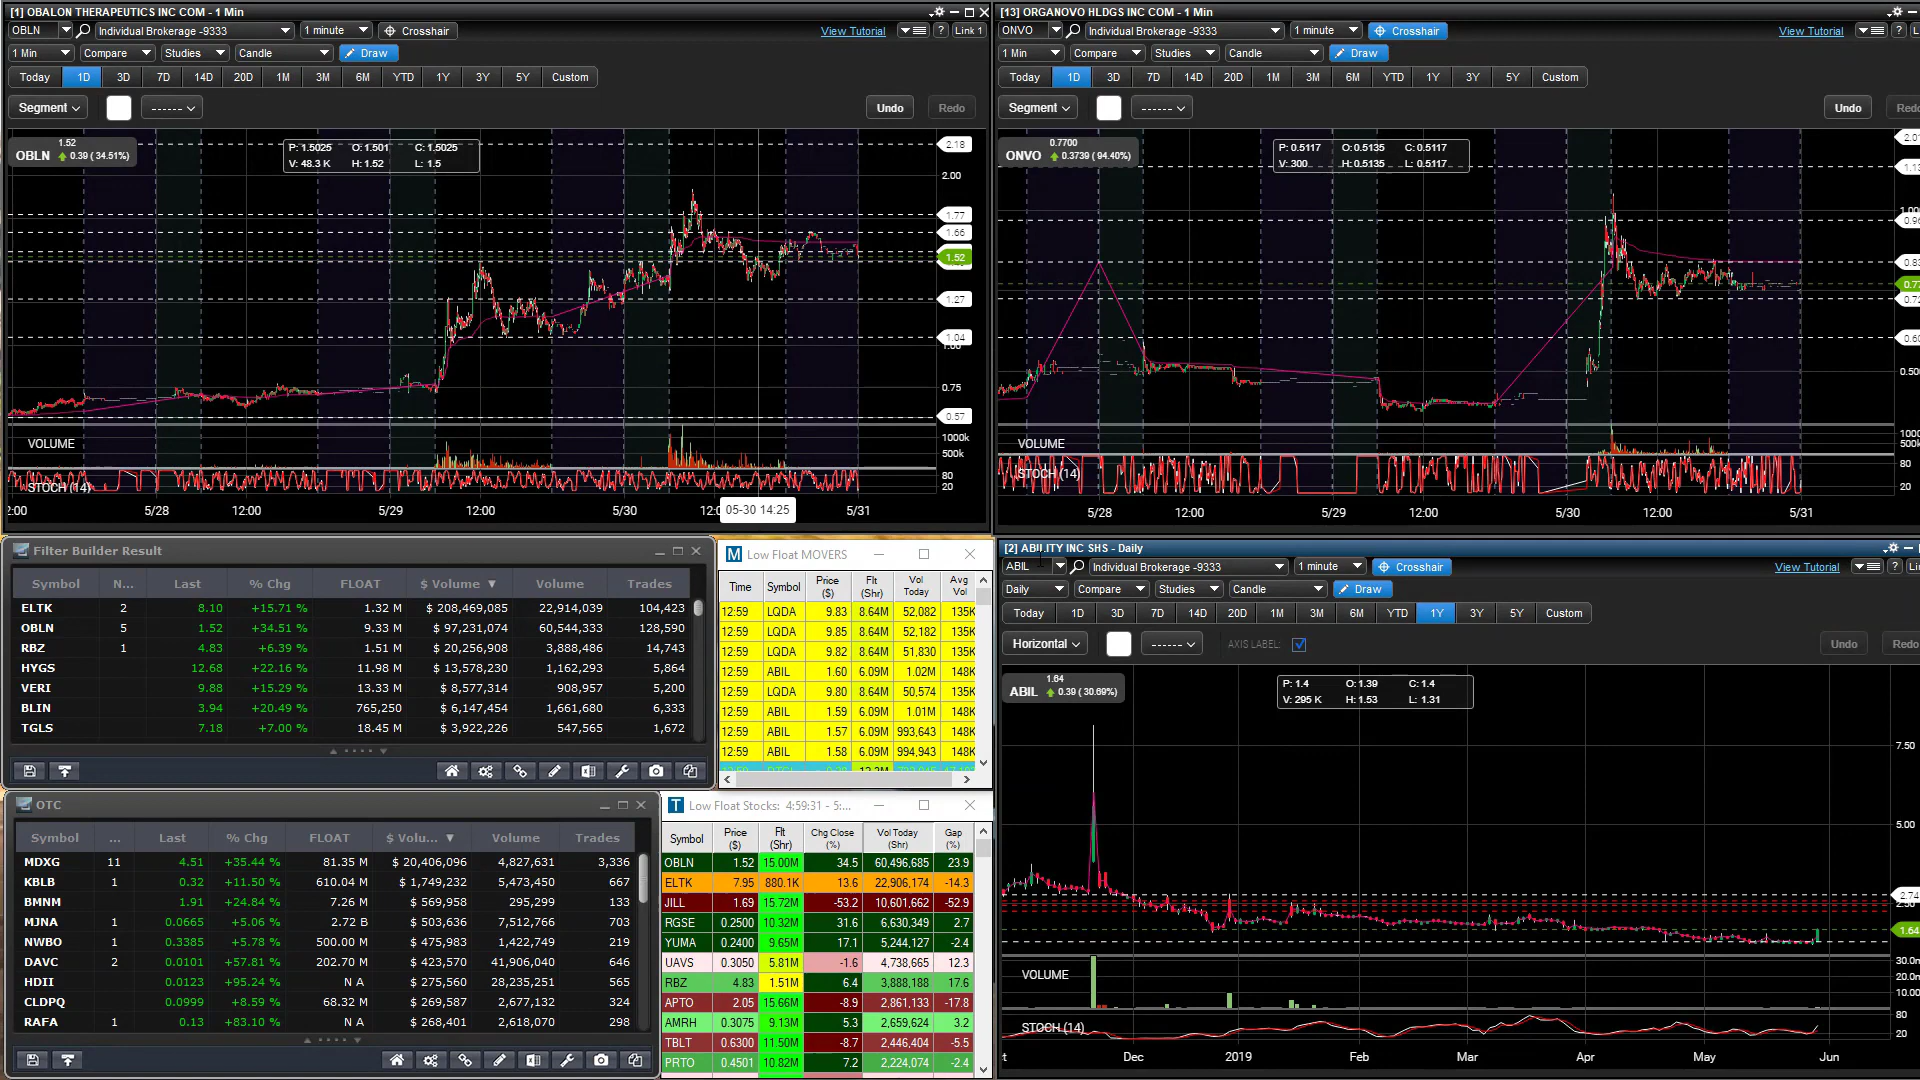 [1] OBALON THERAPEUTICS INC COM - 1 Min
OBLN Individual Brokerage -9333 1 minute Crosshair View Tutorial ? Link 1
1 Min Compare Studies Candle Draw
Today 1D 3D 7D 14D 20D 1M 3M 6M YTD 1Y 3Y 5Y Custom
Segment ------ Undo Redo
OBLN 1.52 0.39 ( 34.51%)
P: 1.5025 O: 1.501 C: 1.5025
V: 48.3 K H: 1.52 L: 1.5
2.18
2.00
1.77
1.66
1.52
1.27
1.04
1.00
0.75
0.57
VOLUME
1000k
500k
STOCH (14)
80
20
2:00 5/28 12:00 5/29 12:00 5/30 12:0 05-30 14:25 5/31
[13] ORGANOVO HLDGS INC COM - 1 Min
ONVO Individual Brokerage -9333 1 minute Crosshair View Tutorial ?
1 Min Compare Studies Candle Draw
Today 1D 3D 7D 14D 20D 1M 3M 6M YTD 1Y 3Y 5Y Custom
Segment ------ Undo Redo
ONVO 0.7700 0.3739 ( 94.40%)
P: 0.5117 O: 0.5135 C: 0.5117
V: 300 H: 0.5135 L: 0.5117
VOLUME
STOCH (14)
80
20
5/28 12:00 5/29 12:00 5/30 12:00 5/31
Filter Builder Result
Symbol N... Last % Chg FLOAT $ Volume Volume Trades
ELTK 2 8.10 +15.71 % 1.32 M $ 208,469,085 22,914,039 104,423
OBLN 5 1.52 +34.51 % 9.33 M $ 97,231,074 60,544,333 128,590
RBZ 1 4.83 +6.39 % 1.51 M $ 20,256,908 3,888,486 14,743
HYGS 12.68 +22.16 % 11.98 M $ 13,578,230 1,162,293 5,864
VERI 9.88 +15.29 % 13.33 M $ 8,577,314 908,957 5,200
BLIN 3.94 +20.49 % 765,250 $ 6,147,454 1,661,680 6,333
TGLS 7.18 +7.00 % 18.45 M $ 3,922,226 547,565 1,672
M Low Float MOVERS
Time Symbol Price ($) Flt (Shr) Vol Today Avg Vol
12:59 LQDA 9.83 8.64M 52,082 135K
12:59 LQDA 9.85 8.64M 52,182 135K
12:59 LQDA 9.82 8.64M 51,830 135K
12:59 ABIL 1.60 6.09M 1.02M 148K
12:59 LQDA 9.80 8.64M 50,574 135K
12:59 ABIL 1.59 6.09M 1.01M 148K
12:59 ABIL 1.57 6.09M 993,643 148K
12:59 ABIL 1.58 6.09M 994,943 148K
[2] ABILITY INC SHS - Daily
ABIL Individual Brokerage -9333 1 minute Crosshair View Tutorial ?
Daily Compare Studies Candle Draw
Today 1D 3D 7D 14D 20D 1M 3M 6M YTD 1Y 3Y 5Y Custom
Horizontal ------ AXIS LABEL: Undo Redo
ABIL 1.64 0.39 ( 30.69%)
P: 1.4 O: 1.39 C: 1.4
V: 295 K H: 1.53 L: 1.31
7.50
5.00
2.74
1.64
VOLUME
STOCH (14)
80
20
Dec 2019 Feb Mar Apr May Jun
OTC
Symbol ... Last % Chg FLOAT $ Volu... Volume Trades
MDXG 11 4.51 +35.44 % 81.35 M $ 20,406,096 4,827,631 3,336
KBLB 1 0.32 +11.50 % 610.04 M $ 1,749,232 5,473,450 667
BMNM 1.91 +24.84 % 7.26 M $ 569,958 295,299 133
MJNA 1 0.0665 +5.06 % 2.72 B $ 503,636 7,512,766 703
NWBO 1 0.3385 +5.78 % 500.00 M $ 475,983 1,422,749 219
DAVC 2 0.0101 +57.81 % 202.70 M $ 423,570 41,906,040 646
HDII 0.0123 +95.24 % N A $ 275,560 28,235,251 565
CLDPQ 0.0999 +8.59 % 68.32 M $ 269,587 2,677,132 324
RAFA 1 0.13 +83.10 % N A $ 268,401 2,618,070 298
T Low Float Stocks: 4:59:31 - 5:...
Symbol Price ($) Flt (Shr) Chg Close (%) Vol Today (Shr) Gap (%)
OBLN 1.52 15.00M 34.5 60,496,685 23.9
ELTK 7.95 880.1K 13.6 22,906,174 -14.3
JILL 1.69 15.72M -53.2 10,601,662 -52.9
RGSE 0.2500 10.32M 31.6 6,630,349 2.7
YUMA 0.2400 9.65M 17.1 5,244,127 -2.4
UAVS 0.3050 5.81M -1.6 4,738,665 12.3
RBZ 4.83 1.51M 6.4 3,888,188 17.6
APTO 2.05 15.66M -8.9 2,861,133 -17.8
AMRH 0.3075 9.13M 5.3 2,659,624 3.2
TBLT 0.6300 11.50M -8.7 2,446,404 -5.5
PRTO 0.4501 10.82M 7.2 2,224,074 -2.4